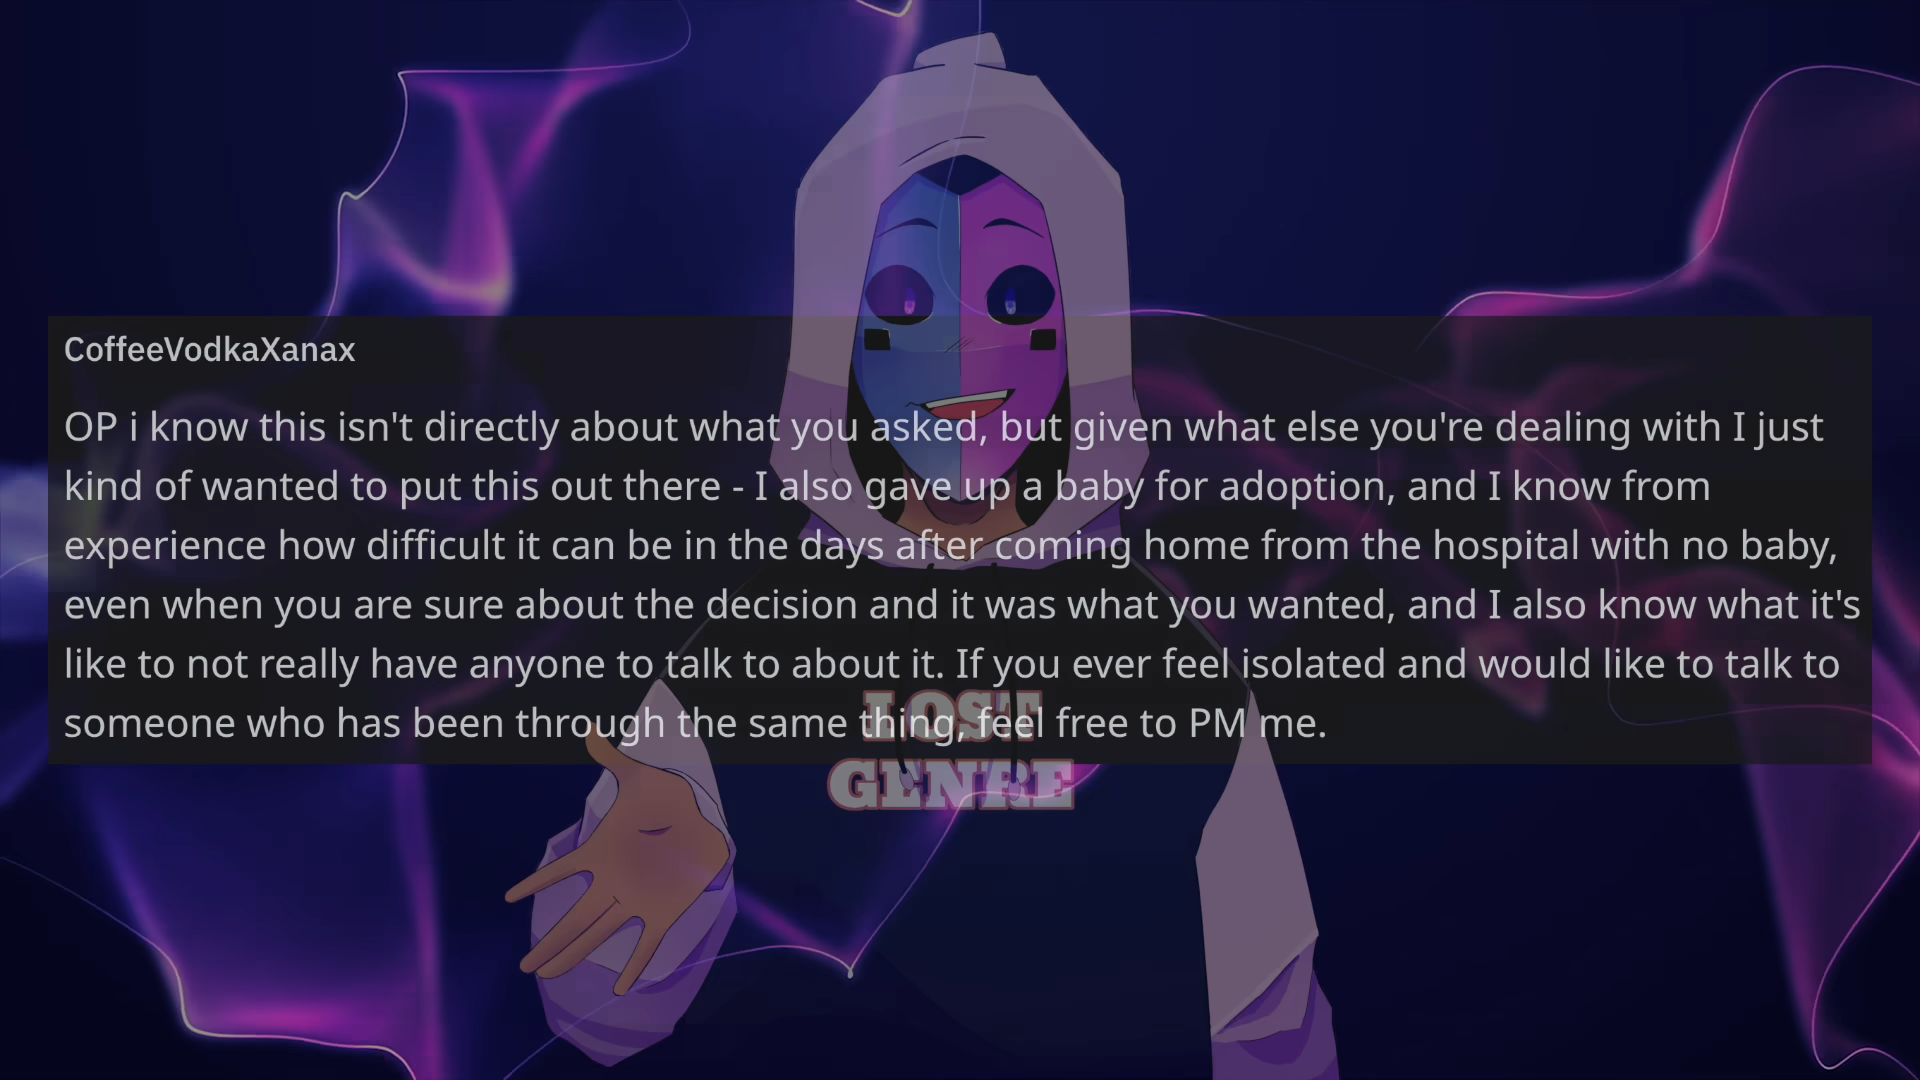 CoffeeVodkaXanax
OP i know this isn't directly about what you asked, but given what else you're dealing with I just
kind of wanted to put this out there - I also gave up a baby for adoption, and I know from
experience how difficult it can be in the days after coming home from the hospital with no baby,
even when you are sure about the decision and it was what you wanted, and I also know what it's
like to not really have anyone to talk to about it. If you ever feel isolated and would like to talk to
someone who has been through the same thing, feel free to PM me.
LOST
GENRE